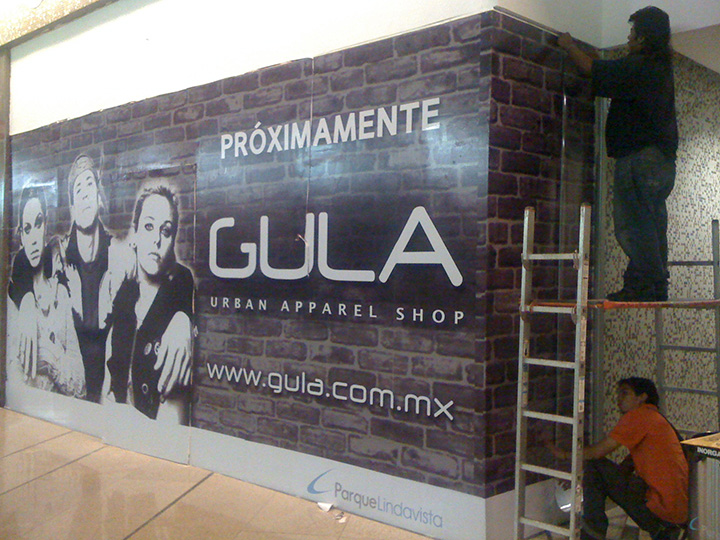 PRÓXIMAMENTE
GULA
URBAN APPAREL SHOP
www.gula.com.mx
ParqueLindavista